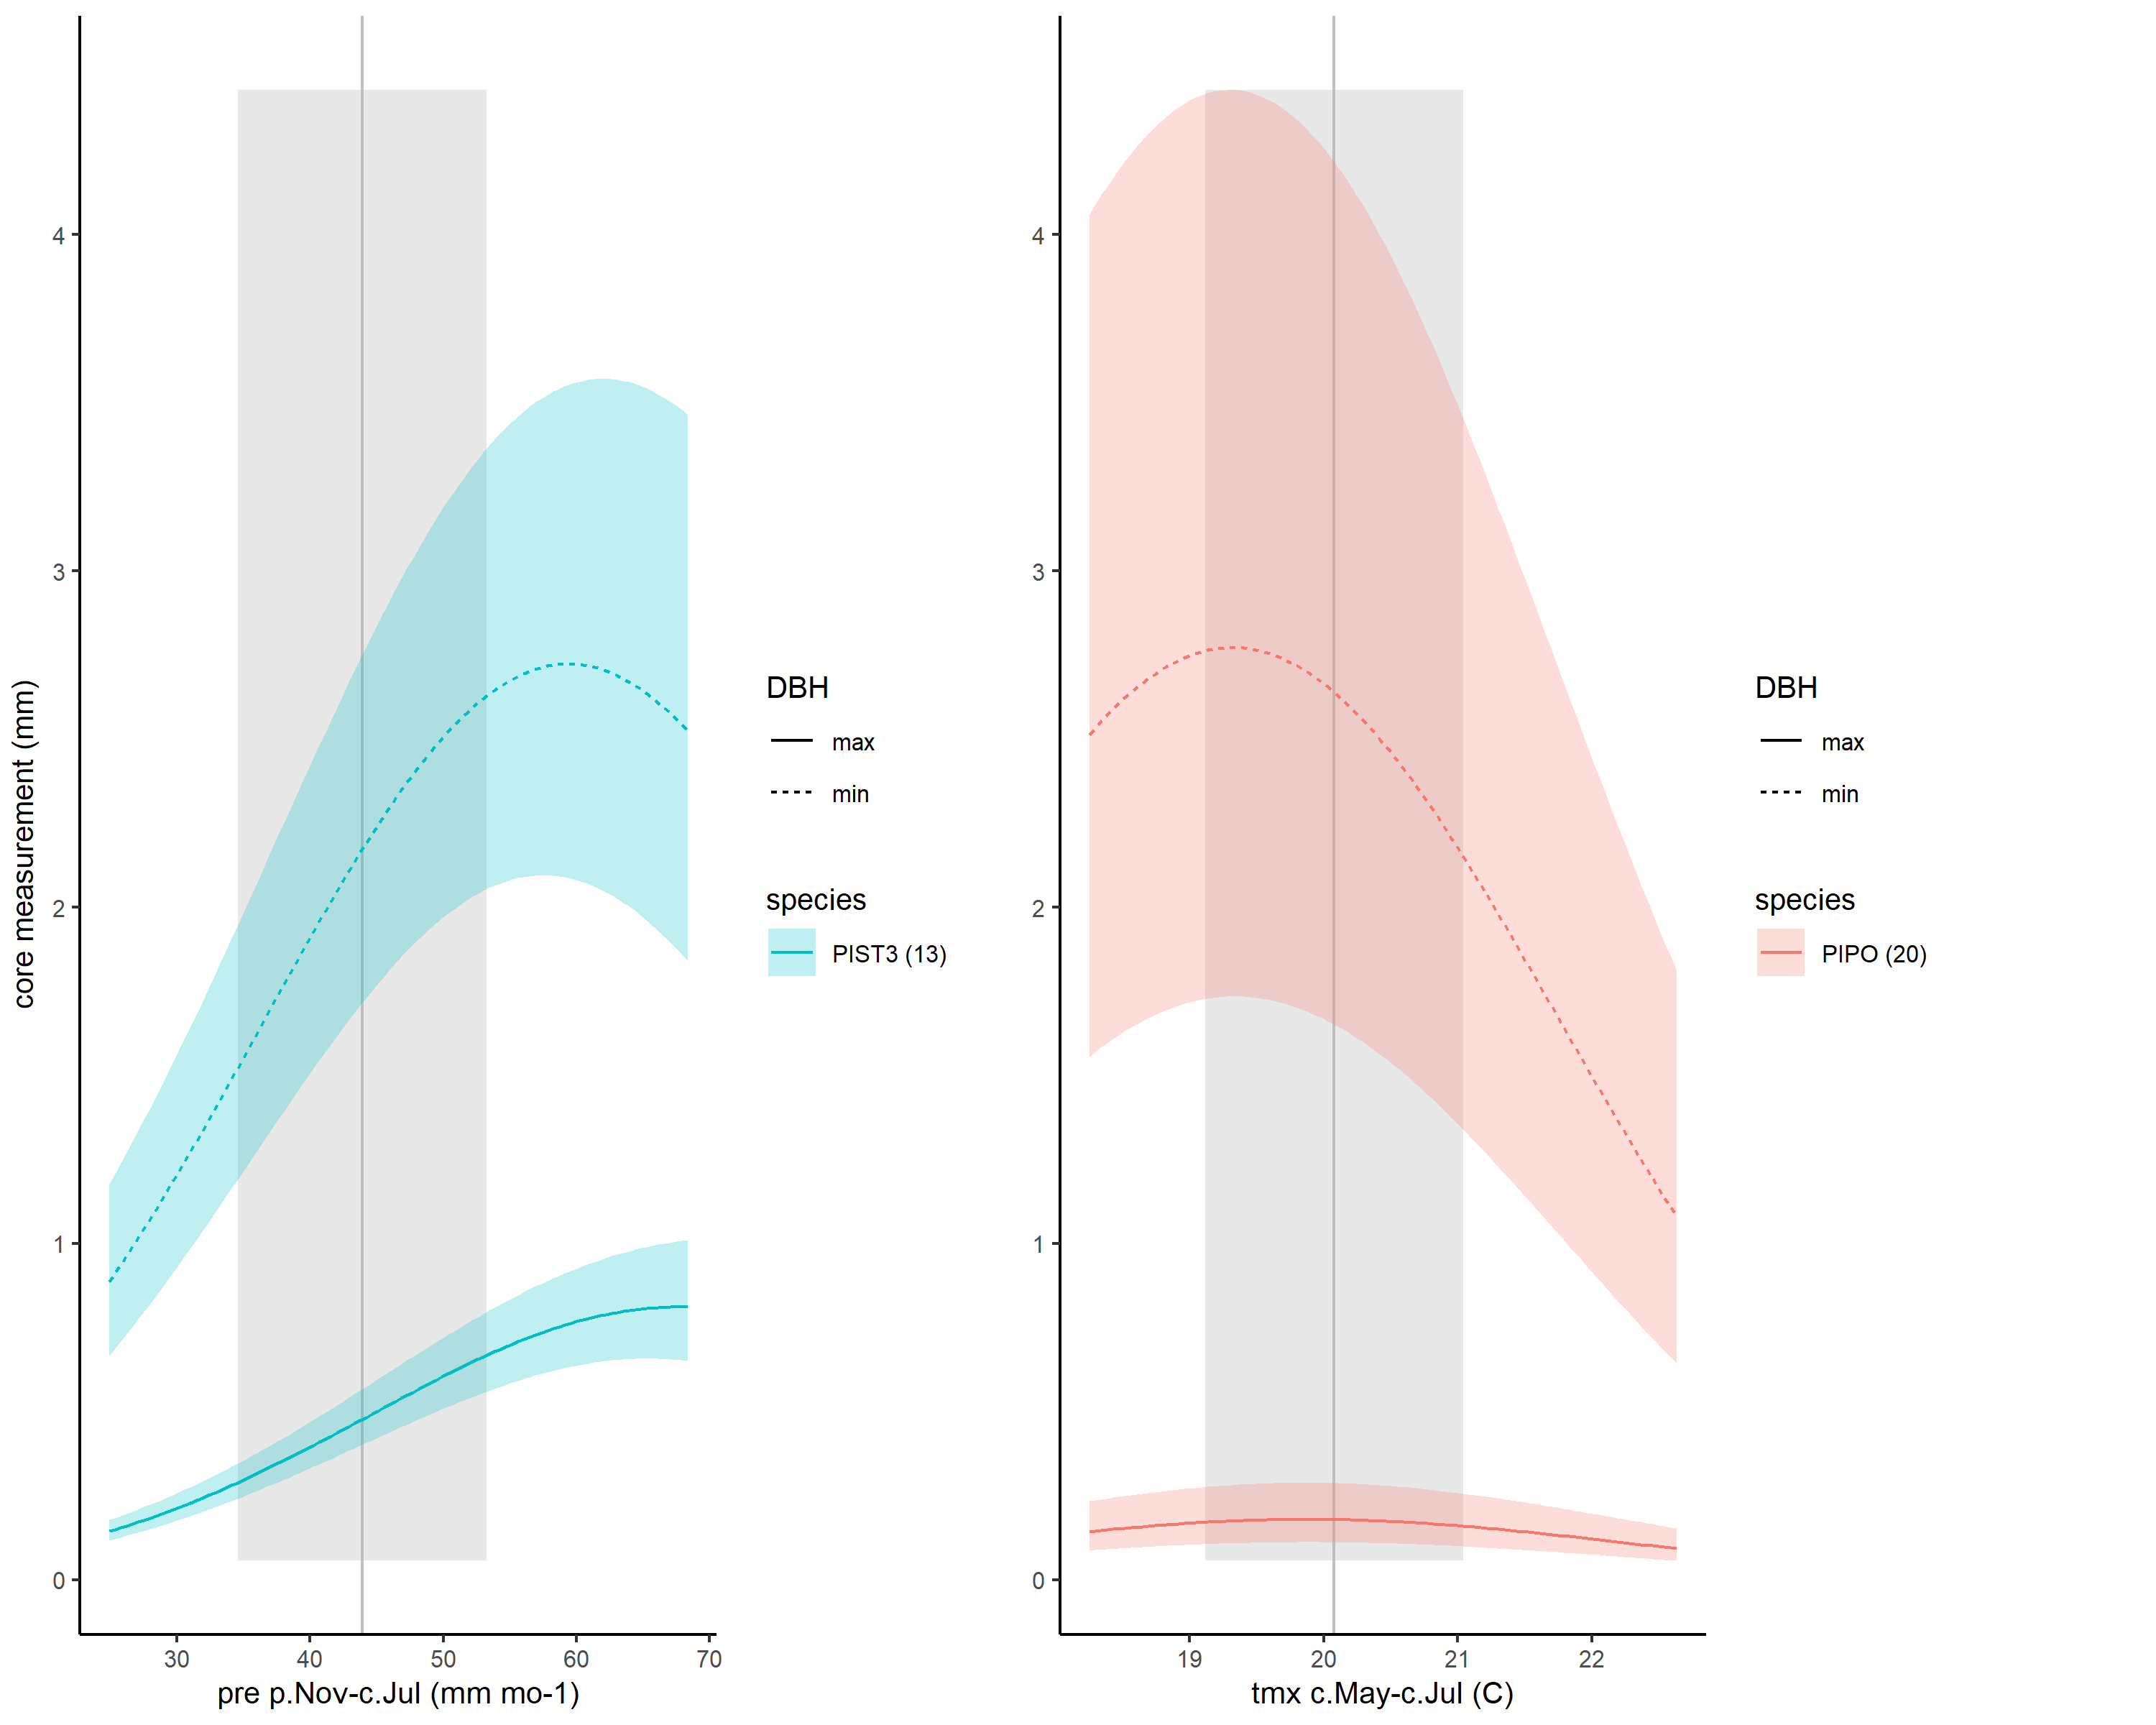 core measurement (mm)
4
3
2
1
0
30 40 50 60 70
pre p.Nov-c.Jul (mm mo-1)
DBH
max
min
species
PIST3 (13)
4
3
2
1
0
19 20 21 22
tmx c.May-c.Jul (C)
DBH
max
min
species
PIPO (20)